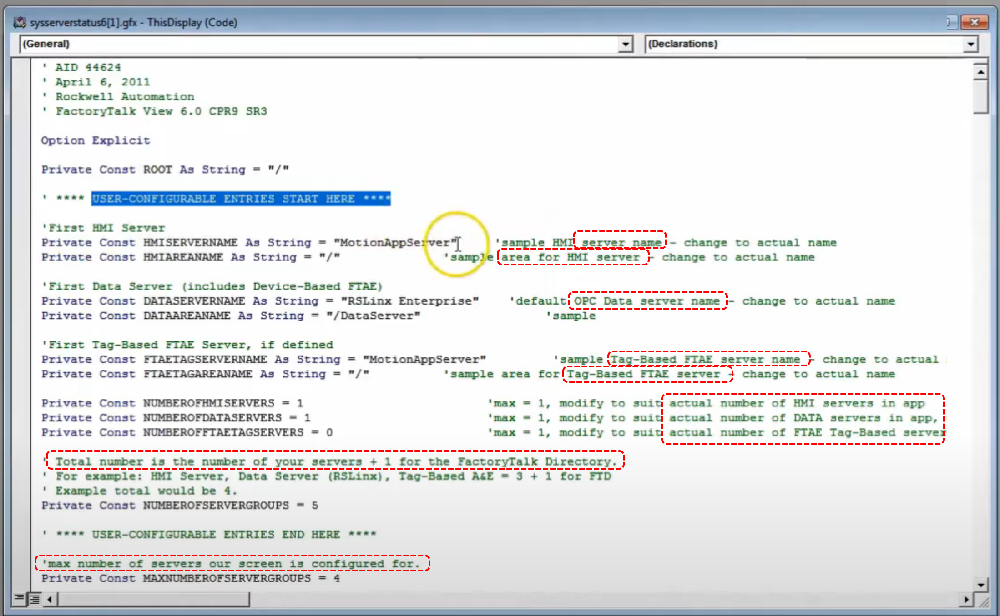 sysserverstatus6[1].gfx - ThisDisplay (Code)
(General) (Declarations)
' AID 44624
' April 6, 2011
' Rockwell Automation
' FactoryTalk View 6.0 CPR9 SR3
Option Explicit
Private Const ROOT As String = "/"
' **** USER-CONFIGURABLE ENTRIES START HERE ****
'First HMI Server
Private Const HMISERVERNAME As String = "MotionAppServer" 'sample HMI server name - change to actual name
Private Const HMIAREANAME As String = "/" 'sample area for HMI server - change to actual name
'First Data Server (includes Device-Based FTAE)
Private Const DATASERVERNAME As String = "RSLinx Enterprise" 'default OPC Data server name - change to actual name
Private Const DATAAREANAME As String = "/DataServer" 'sample
'First Tag-Based FTAE Server, if defined
Private Const FTAETAGSERVERNAME As String = "MotionAppServer" 'sample Tag-Based FTAE server name - change to actual
Private Const FTAETAGAREANAME As String = "/" 'sample area for Tag-Based FTAE server - change to actual name
Private Const NUMBEROFHMISERVERS = 1 'max = 1, modify to suit actual number of HMI servers in app
Private Const NUMBEROFDATASERVERS = 1 'max = 1, modify to suit actual number of DATA servers in app,
Private Const NUMBEROFFTAETAGSERVERS = 0 'max = 1, modify to suit actual number of FTAE Tag-Based server
' Total number is the number of your servers + 1 for the FactoryTalk Directory.
' For example: HMI Server, Data Server (RSLinx), Tag-Based A&E = 3 + 1 for FTD
' Example total would be 4.
Private Const NUMBEROFSERVERGROUPS = 5
' **** USER-CONFIGURABLE ENTRIES END HERE ****
'max number of servers our screen is configured for.
Private Const MAXNUMBEROFSERVERGROUPS = 4